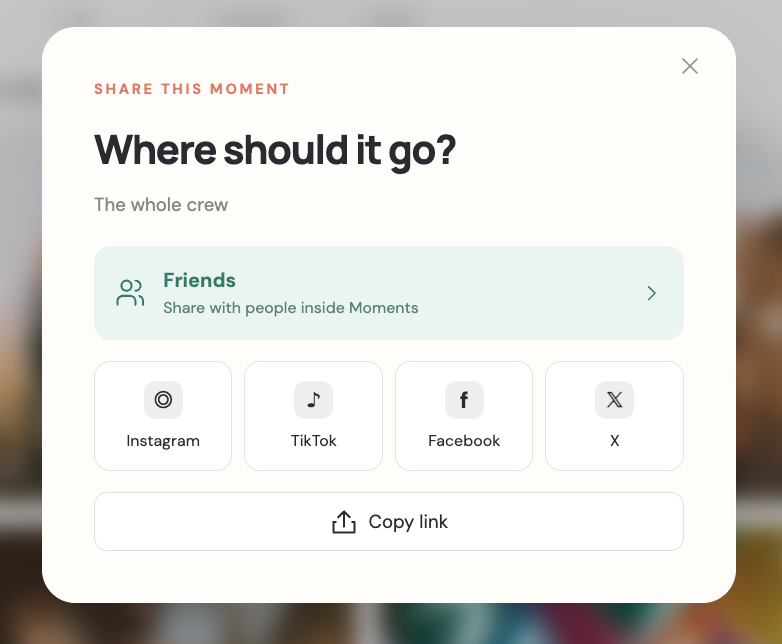 SHARE THIS MOMENT
Where should it go?
The whole crew
Friends
Share with people inside Moments
Instagram
TikTok
Facebook
X
Copy link